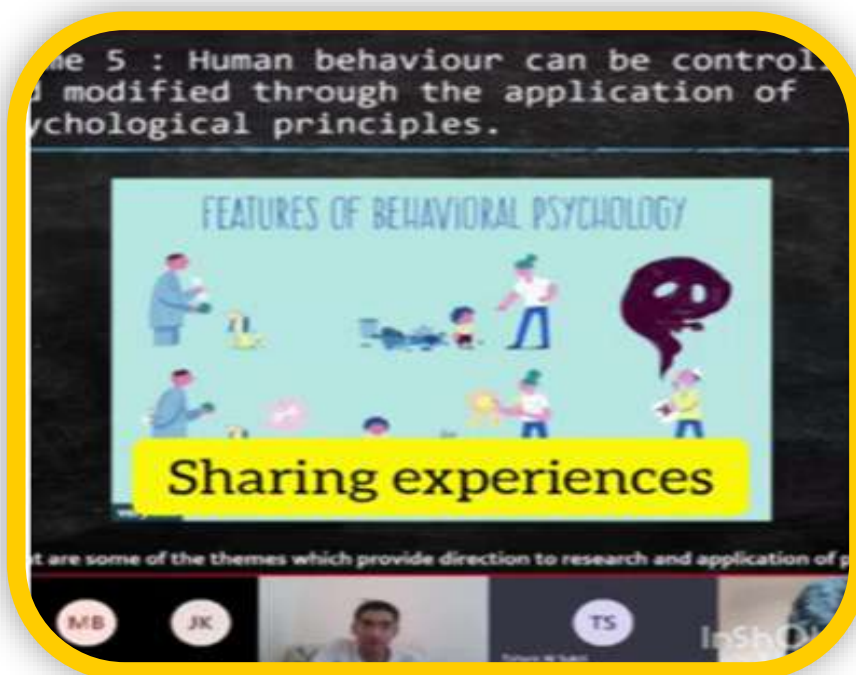 me 5 : Human behaviour can be controll
d modified through the application of
ychological principles.
FEATURES OF BEHAVIORAL PSYCHOLOGY
Sharing experiences
t are some of the themes which provide direction to research and application of p
MB
JK
TS
InShO